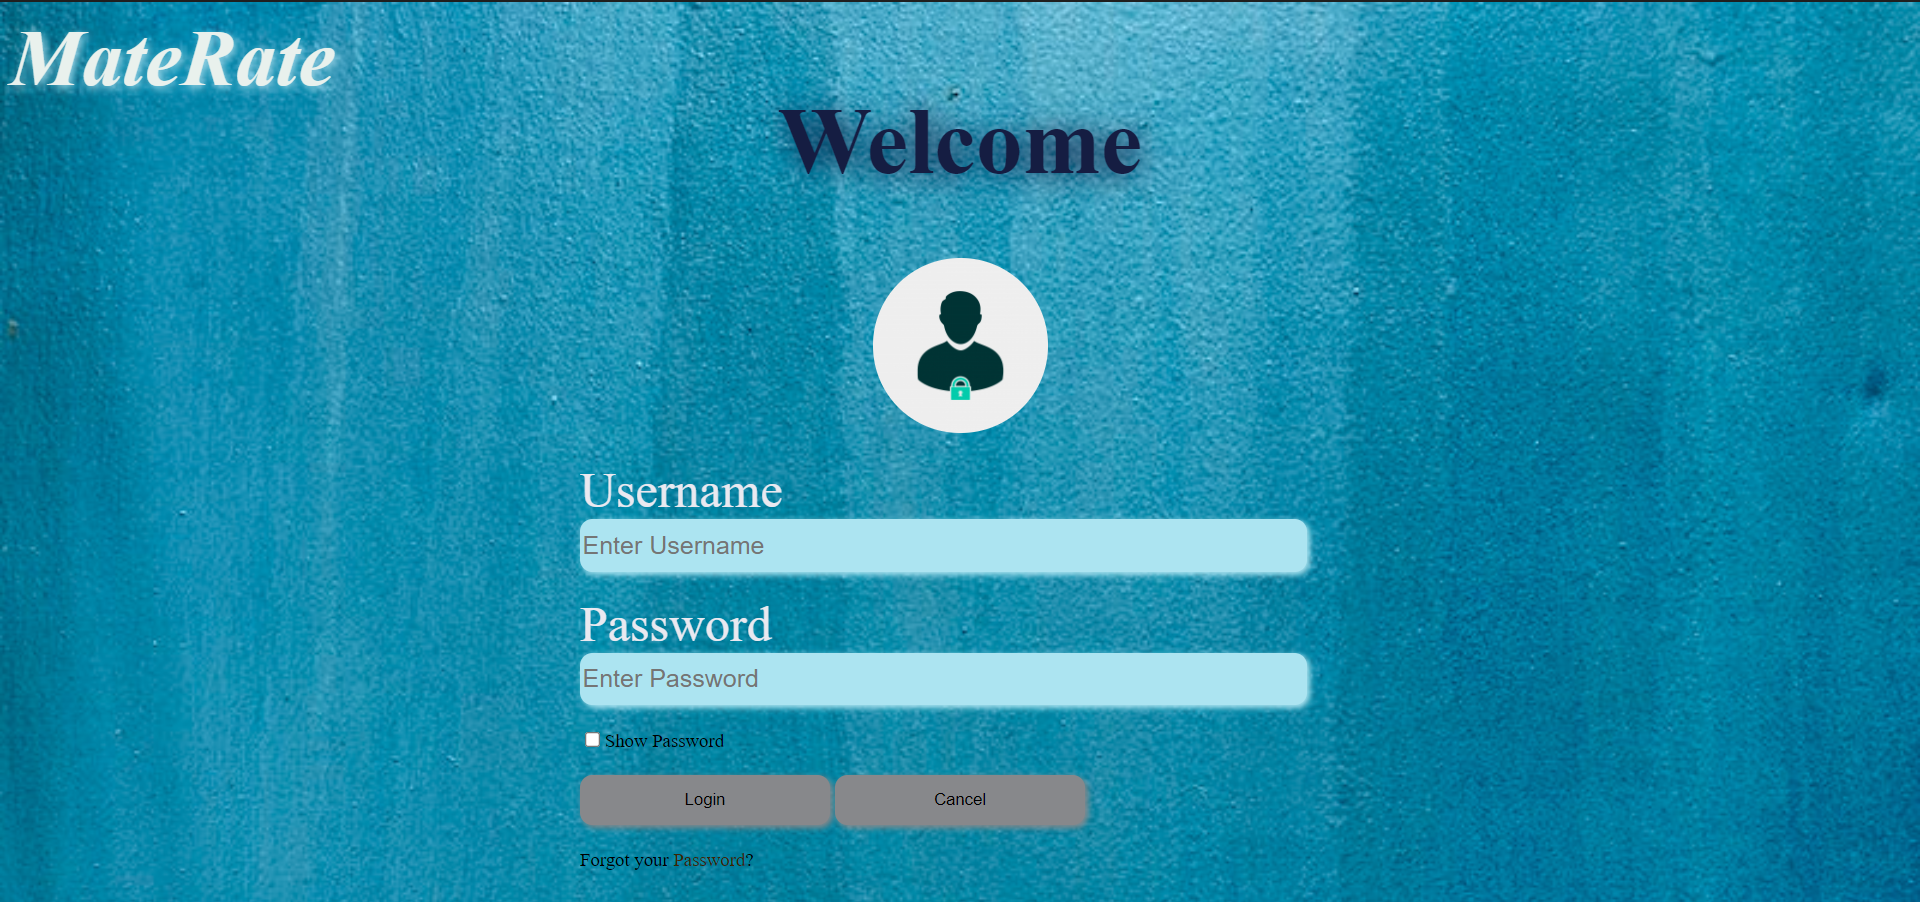 MateRate
Welcome
Username
Enter Username
Password
Enter Password
Show Password
Login Cancel
Forgot your Password?